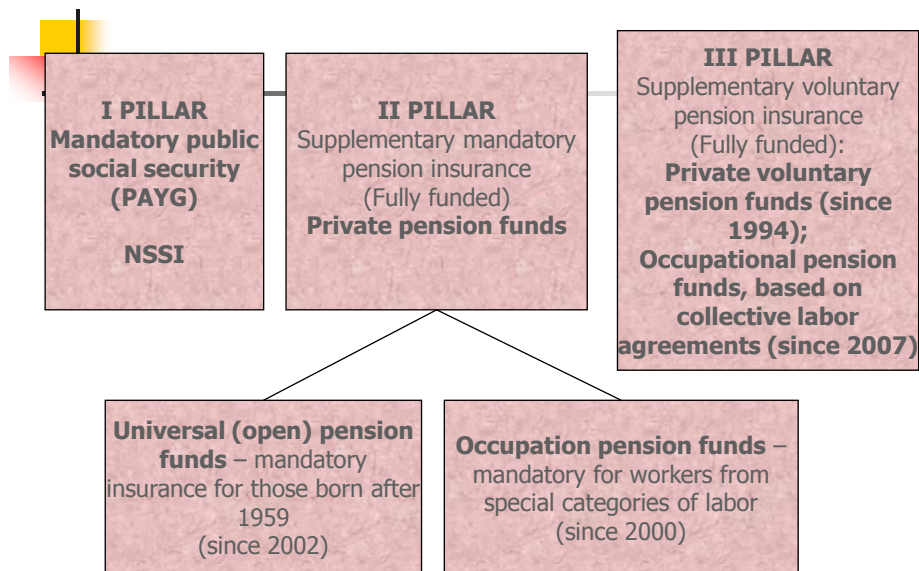 I PILLAR
Mandatory public
social security
(PAYG)
NSSI
II PILLAR
Supplementary mandatory
pension insurance
(Fully funded)
Private pension funds
III PILLAR
Supplementary voluntary
pension insurance
(Fully funded):
Private voluntary
pension funds (since
1994);
Occupational pension
funds, based on
collective labor
agreements (since 2007)
Universal (open) pension
funds – mandatory
insurance for those born after
1959
(since 2002)
Occupation pension funds –
mandatory for workers from
special categories of labor
(since 2000)